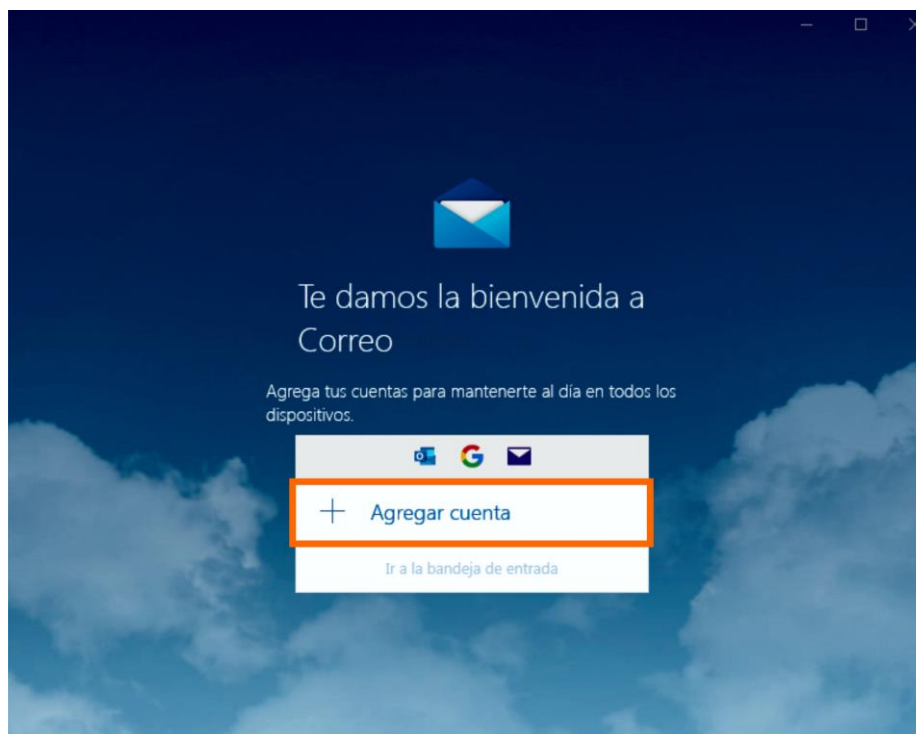 Te damos la bienvenida a
Correo
Agrega tus cuentas para mantenerte al día en todos los
dispositivos.
Agregar cuenta
Ir a la bandeja de entrada